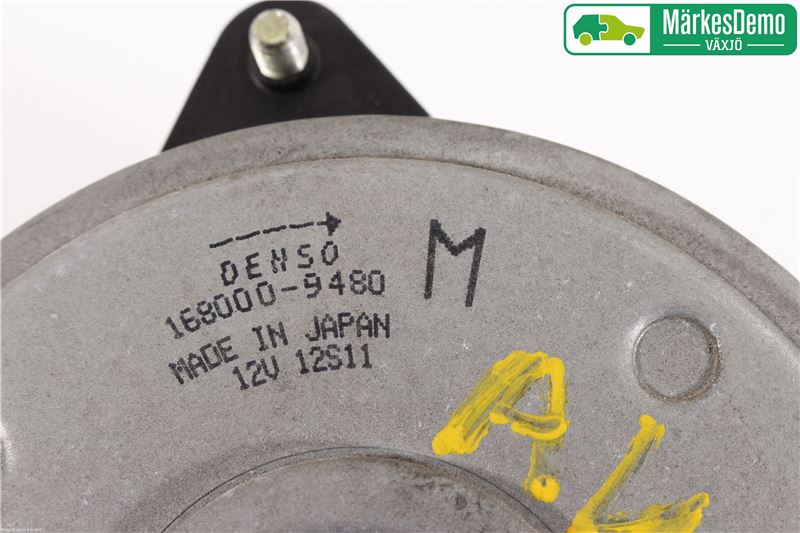 MärkesDemo
VÄXJÖ
DENSO
168000-9480
MADE IN JAPAN
12V 12S11
M
A.L